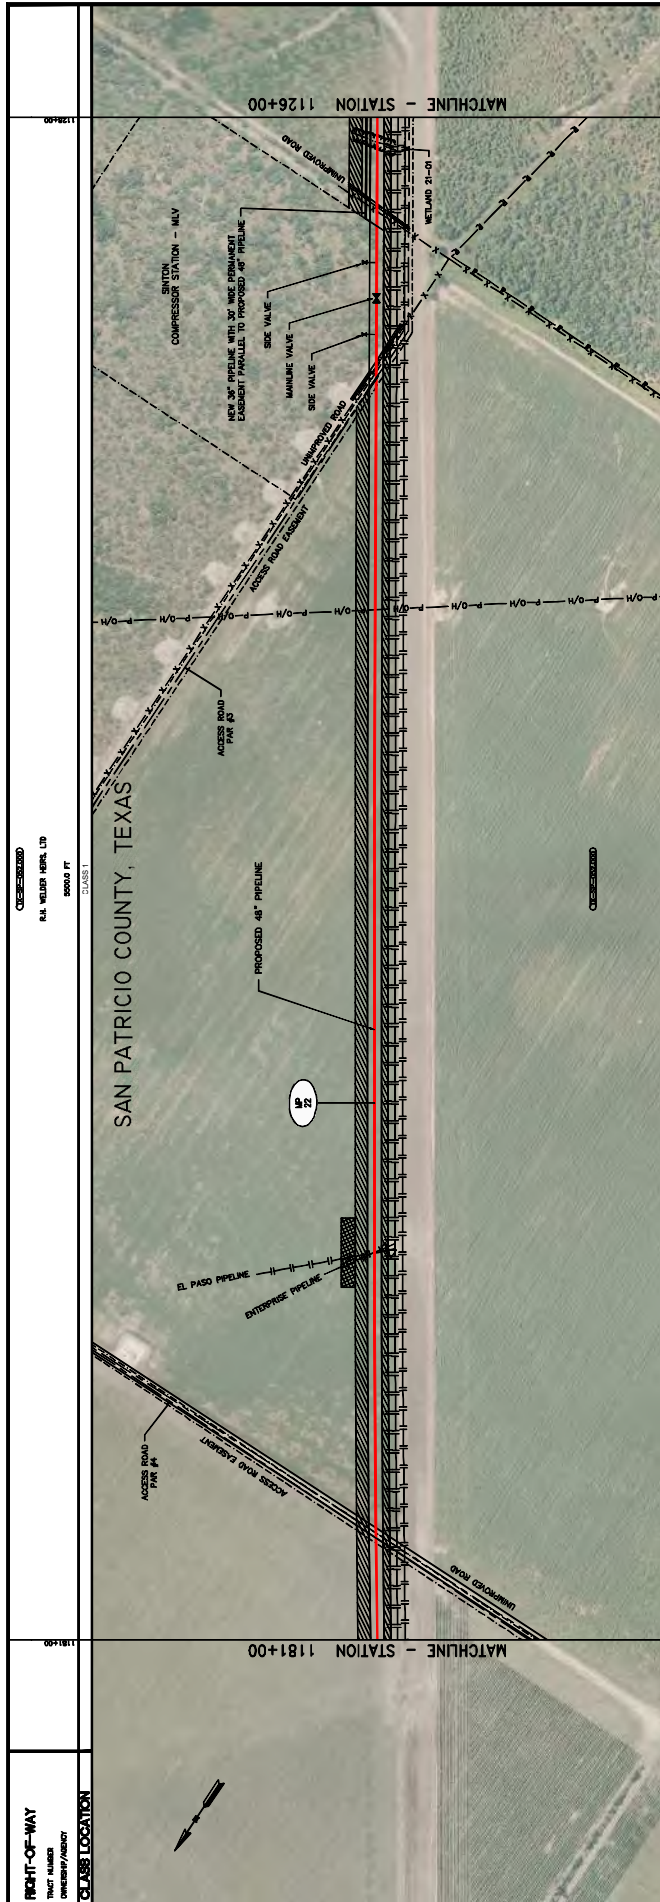 RIGHT-OF-WAY
TRACT NUMBER
OWNERSHIP/AGENCY
CLASS LOCATION
R.H. WELDER HEIRS, LTD
5500.0 FT
CLASS 1
1181+00
MATCHLINE - STATION 1181+00
MATCHLINE - STATION 1126+00
SAN PATRICIO COUNTY, TEXAS
ACCESS ROAD
PAR #4
ACCESS ROAD EASEMENT
UNIMPROVED ROAD
EL PASO PIPELINE
ENTERPRISE PIPELINE
MP
22
PROPOSED 48" PIPELINE
ACCESS ROAD
PAR #3
ACCESS ROAD EASEMENT
UNIMPROVED ROAD
P-O/H P-O/H P-O/H P-O/H P-O/H P-O/H P-O/H P-O/H
SINTON
COMPRESSOR STATION - MLV
NEW 36" PIPELINE WITH 30' WIDE PERMANENT
EASEMENT PARALLEL TO PROPOSED 48" PIPELINE
SIDE VALVE
MAINLINE VALVE
SIDE VALVE
UNIMPROVED ROAD
WETLAND 21-01